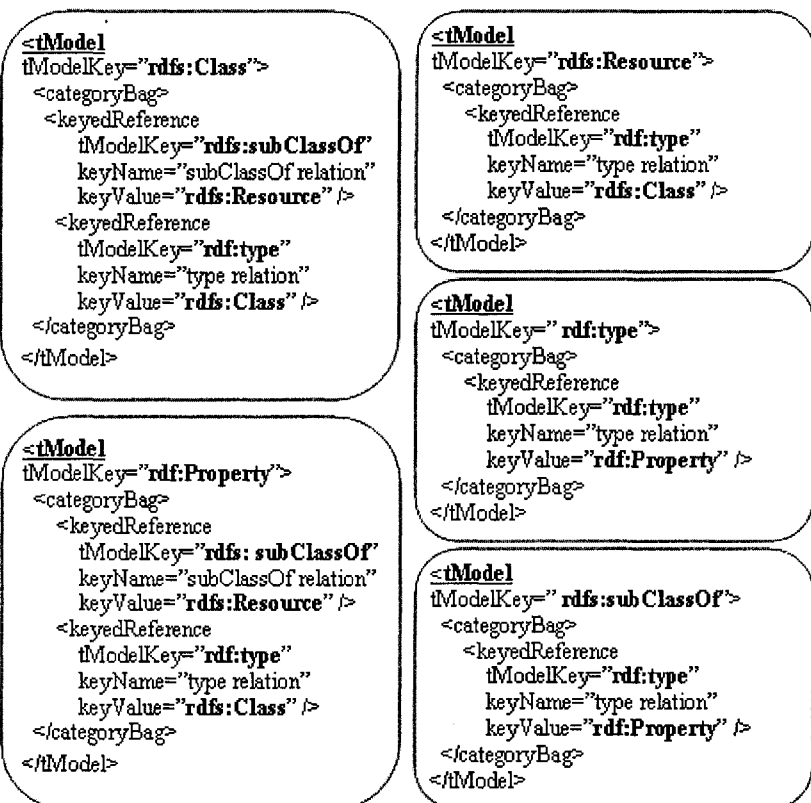 <tModel
tModelKey="rdfs:Class">
<categoryBag>
<keyedReference
tModelKey="rdfs:subClassOf"
keyName="subClassOf relation"
keyValue="rdfs:Resource" />
<keyedReference
tModelKey="rdf:type"
keyName="type relation"
keyValue="rdfs:Class" />
</categoryBag>
</tModel>
<tModel
tModelKey="rdf:Property">
<categoryBag>
<keyedReference
tModelKey="rdfs: subClassOf"
keyName="subClassOf relation"
keyValue="rdfs:Resource" />
<keyedReference
tModelKey="rdf:type"
keyName="type relation"
keyValue="rdfs:Class" />
</categoryBag>
</tModel>
<tModel
tModelKey="rdfs:Resource">
<categoryBag>
<keyedReference
tModelKey="rdf:type"
keyName="type relation"
keyValue="rdfs:Class" />
</categoryBag>
</tModel>
<tModel
tModelKey=" rdf:type">
<categoryBag>
<keyedReference
tModelKey="rdf:type"
keyName="type relation"
keyValue="rdf:Property" />
</categoryBag>
</tModel>
<tModel
tModelKey=" rdfs:subClassOf">
<categoryBag>
<keyedReference
tModelKey="rdf:type"
keyName="type relation"
keyValue="rdf:Property" />
</categoryBag>
</tModel>